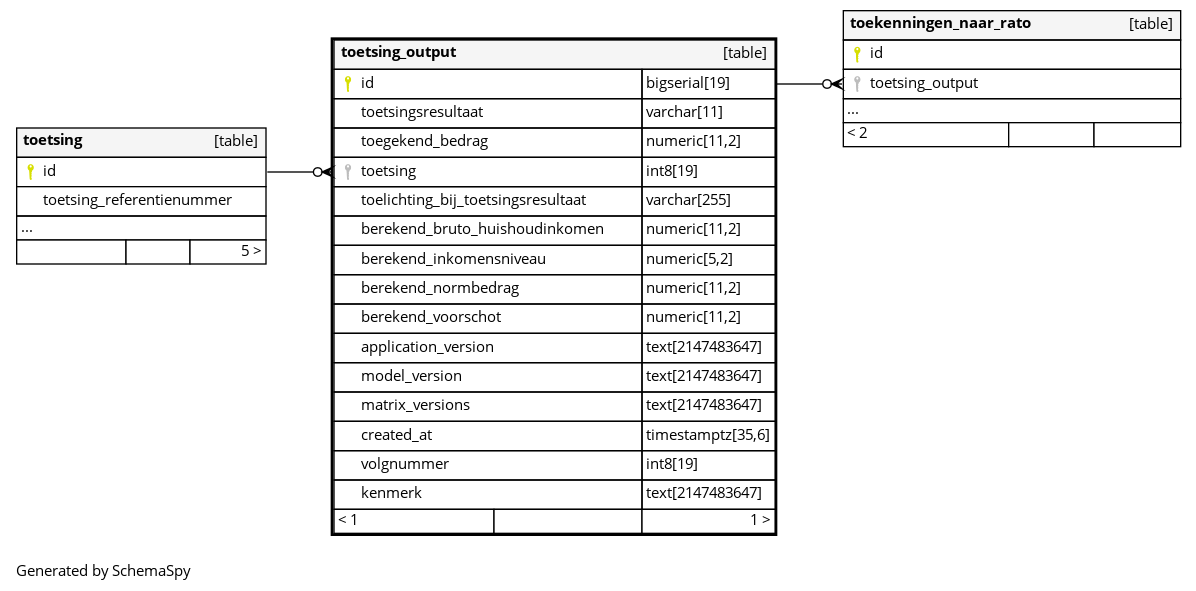 toetsing [table]
id
toetsing_referentienummer
...
5 >
toetsing_output [table]
id bigserial[19]
toetsingsresultaat varchar[11]
toegekend_bedrag numeric[11,2]
toetsing int8[19]
toelichting_bij_toetsingsresultaat varchar[255]
berekend_bruto_huishoudinkomen numeric[11,2]
berekend_inkomensniveau numeric[5,2]
berekend_normbedrag numeric[11,2]
berekend_voorschot numeric[11,2]
application_version text[2147483647]
model_version text[2147483647]
matrix_versions text[2147483647]
created_at timestamptz[35,6]
volgnummer int8[19]
kenmerk text[2147483647]
< 1 1 >
toekenningen_naar_rato [table]
id
toetsing_output
...
< 2
Generated by SchemaSpy